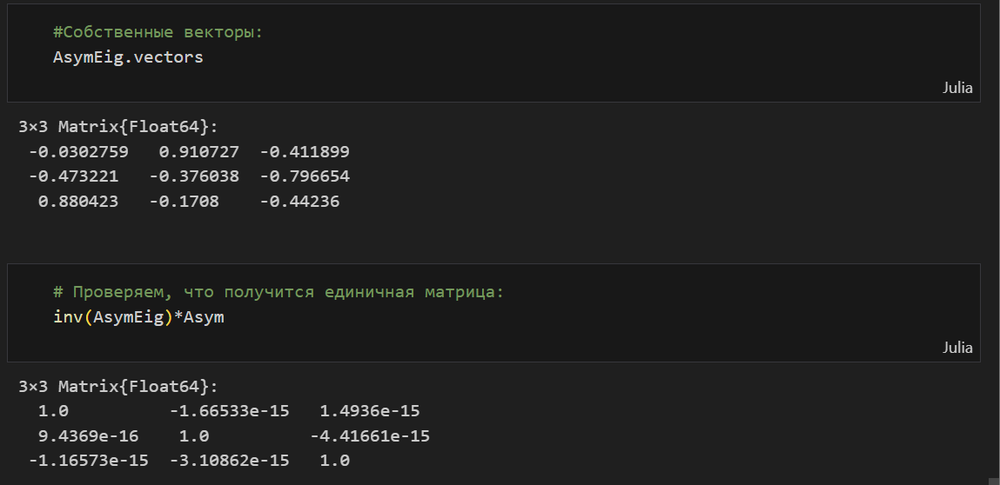 #Собственные векторы:
AsymEig.vectors
Julia
3×3 Matrix{Float64}:
-0.0302759 0.910727 -0.411899
-0.473221 -0.376038 -0.796654
0.880423 -0.1708 -0.44236
# Проверяем, что получится единичная матрица:
inv(AsymEig)*Asym
Julia
3×3 Matrix{Float64}:
1.0 -1.66533e-15 1.4936e-15
9.4369e-16 1.0 -4.41661e-15
-1.16573e-15 -3.10862e-15 1.0